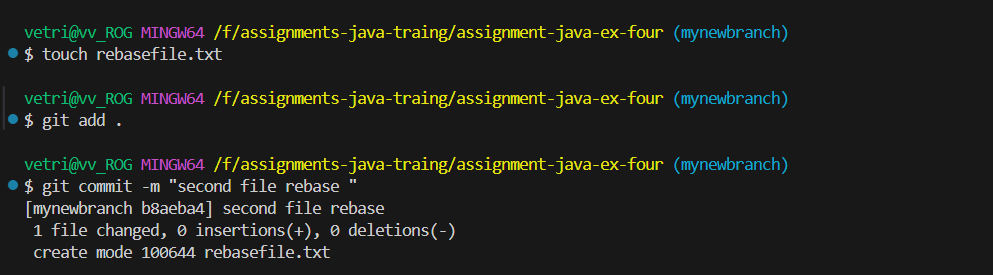 vetri@vv_ROG MINGW64 /f/assignments-java-traing/assignment-java-ex-four (mynewbranch)
$ touch rebasefile.txt
vetri@vv_ROG MINGW64 /f/assignments-java-traing/assignment-java-ex-four (mynewbranch)
$ git add .
vetri@vv_ROG MINGW64 /f/assignments-java-traing/assignment-java-ex-four (mynewbranch)
$ git commit -m "second file rebase "
[mynewbranch b8aeba4] second file rebase
 1 file changed, 0 insertions(+), 0 deletions(-)
 create mode 100644 rebasefile.txt